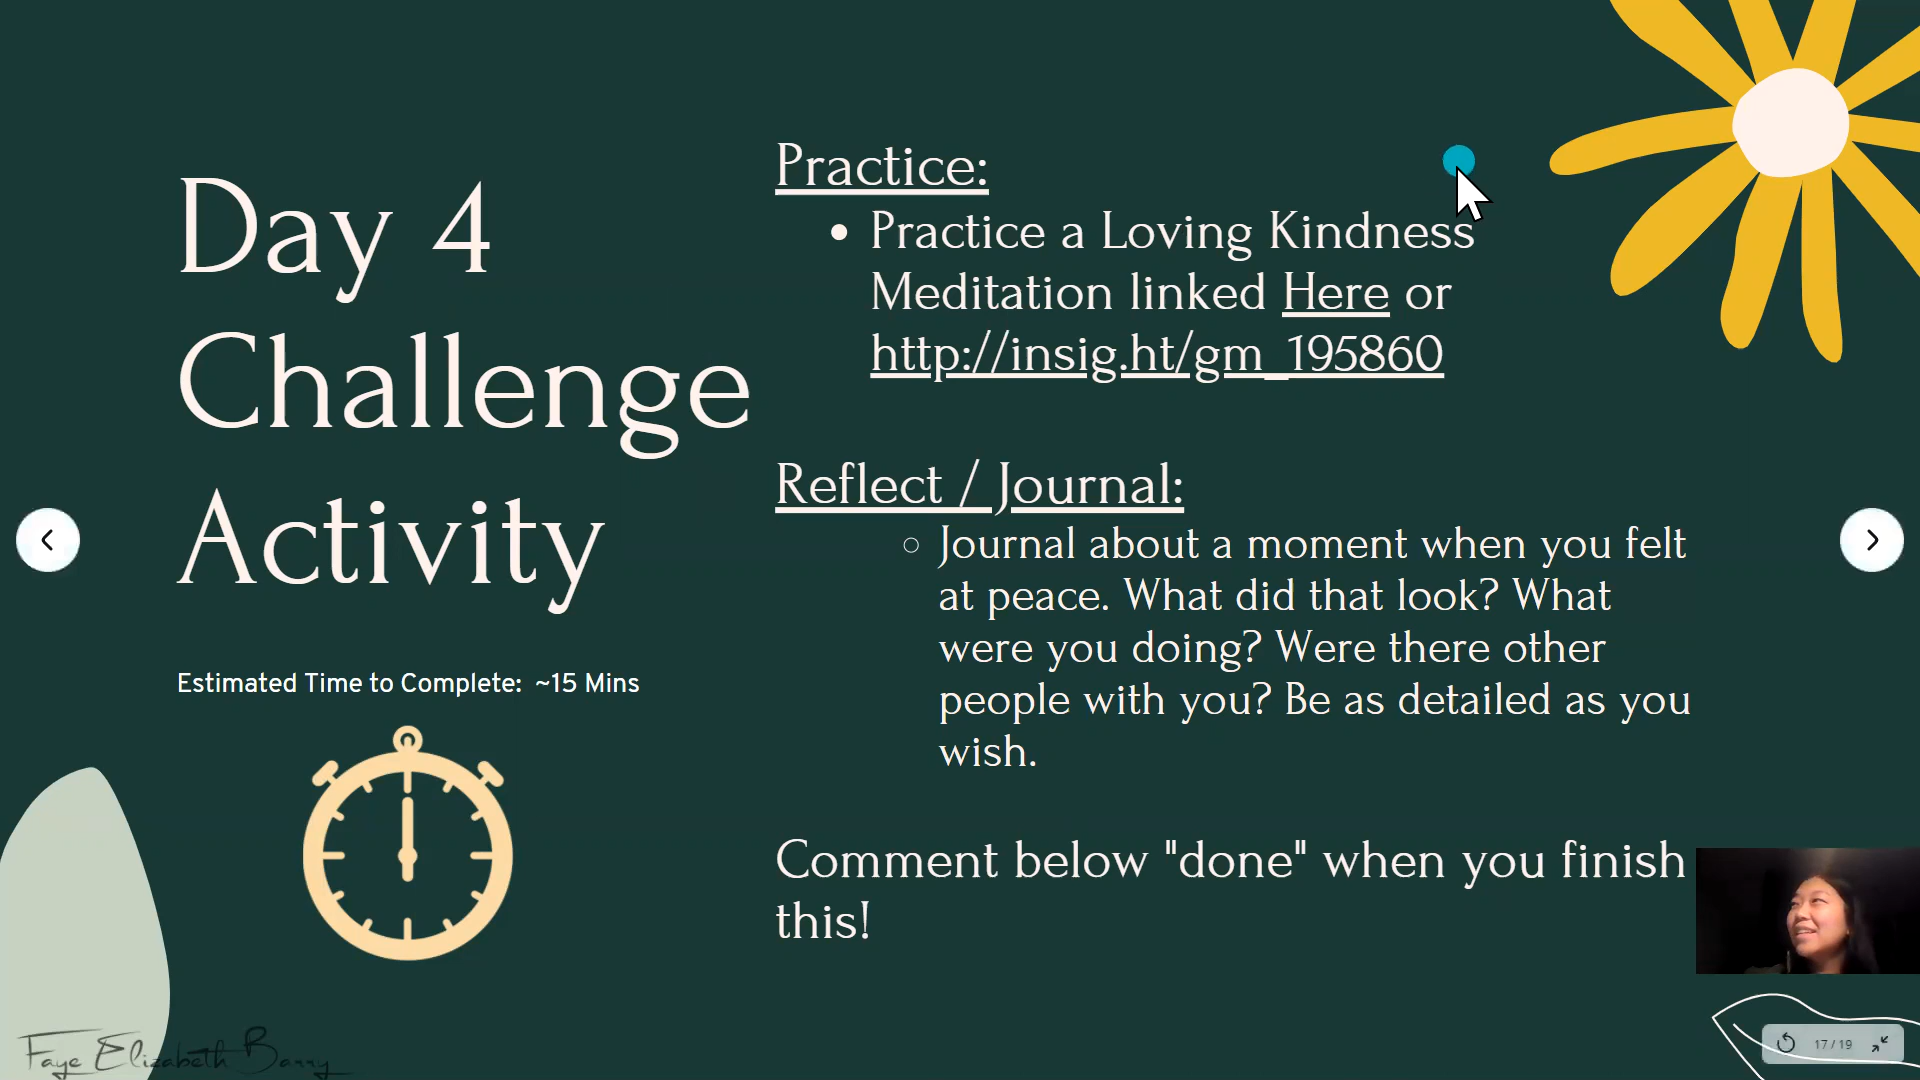 Day 4
Challenge
Activity
Estimated Time to Complete: ~15 Mins
Practice:
• Practice a Loving Kindness
Meditation linked Here or
http://insig.ht/gm_195860
Reflect / Journal:
○ Journal about a moment when you felt
at peace. What did that look? What
were you doing? Were there other
people with you? Be as detailed as you
wish.
Comment below "done" when you finish
this!
Faye Elizabeth Barry
17 / 19